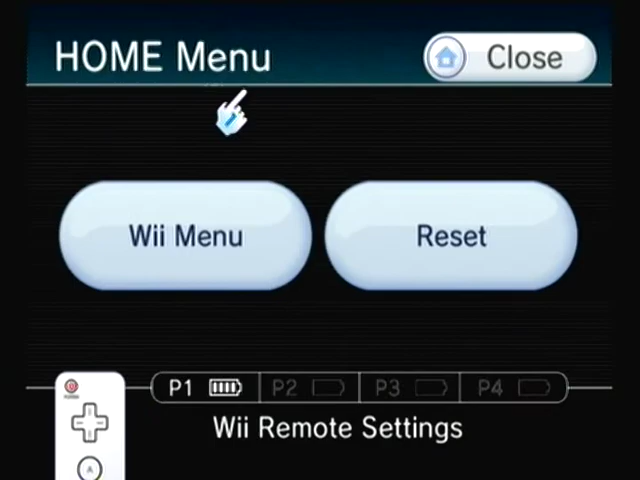 HOME Menu
Close
Wii Menu
Reset
P1
P2
P3
P4
Wii Remote Settings
A